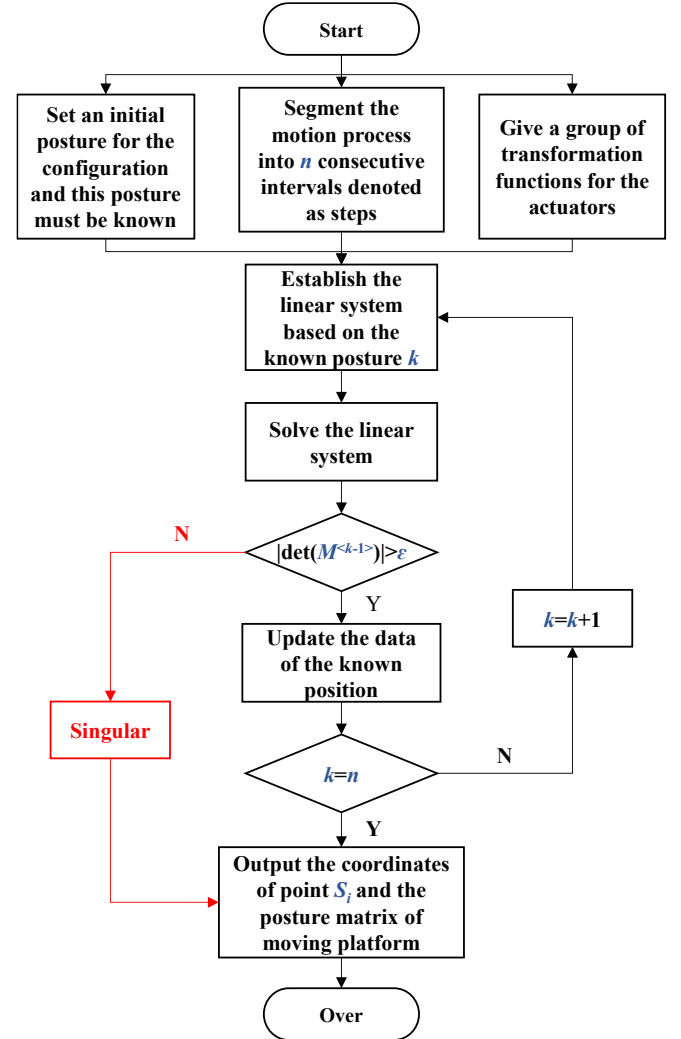 Start
Set an initial
posture for the
configuration
and this posture
must be known
Segment the
motion process
into n consecutive
intervals denoted
as steps
Give a group of
transformation
functions for the
actuators
Establish the
linear system
based on the
known posture k
Solve the linear
system
N
|det(M<k-1>)|>ε
Y
Update the data
of the known
position
k=k+1
Singular
k=n
N
Y
Output the coordinates
of point Si and the
posture matrix of
moving platform
Over